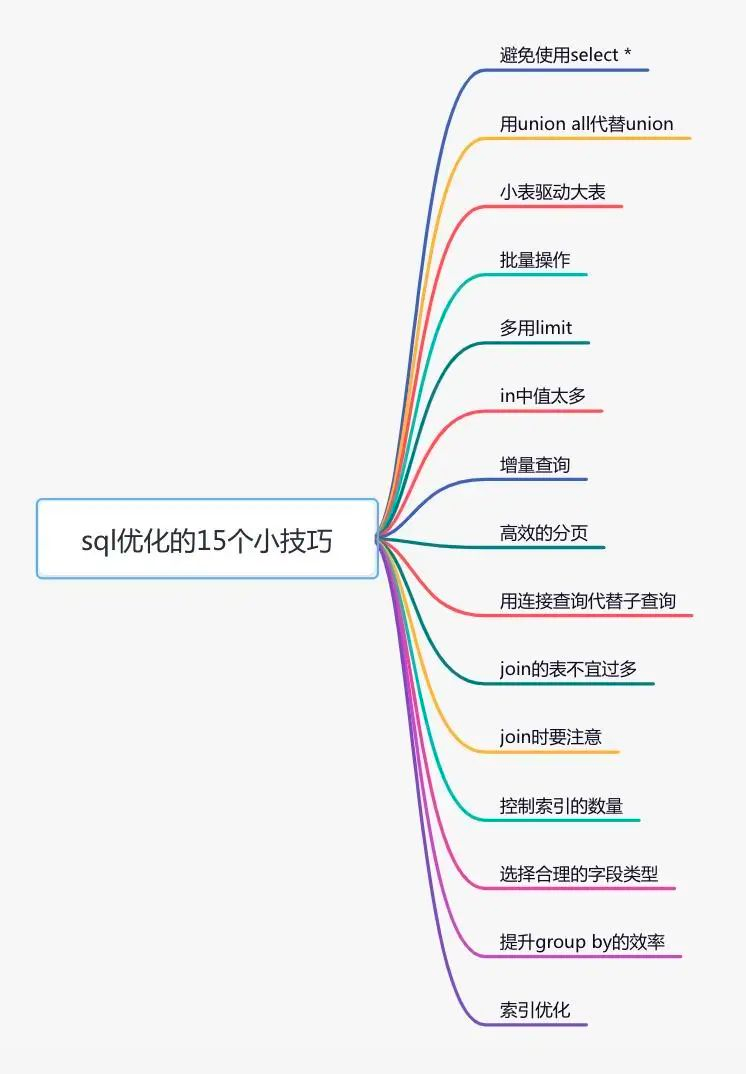 避免使用select *
用union all代替union
小表驱动大表
批量操作
多用limit
in中值太多
增量查询
高效的分页
sql优化的15个小技巧
用连接查询代替子查询
join的表不宜过多
join时要注意
控制索引的数量
选择合理的字段类型
提升group by的效率
索引优化